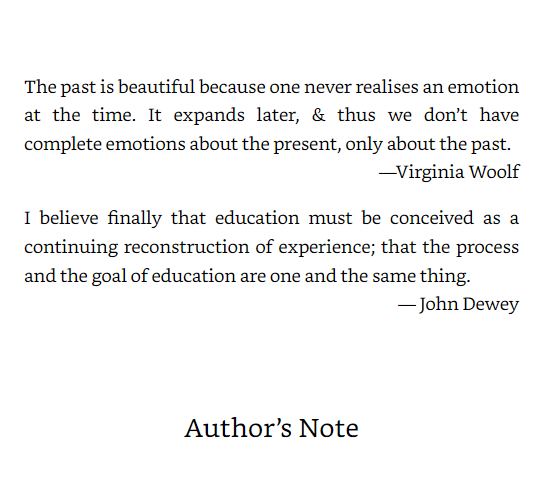 The past is beautiful because one never realises an emotion
at the time. It expands later, & thus we don’t have
complete emotions about the present, only about the past.
—Virginia Woolf
I believe finally that education must be conceived as a
continuing reconstruction of experience; that the process
and the goal of education are one and the same thing.
— John Dewey
Author’s Note